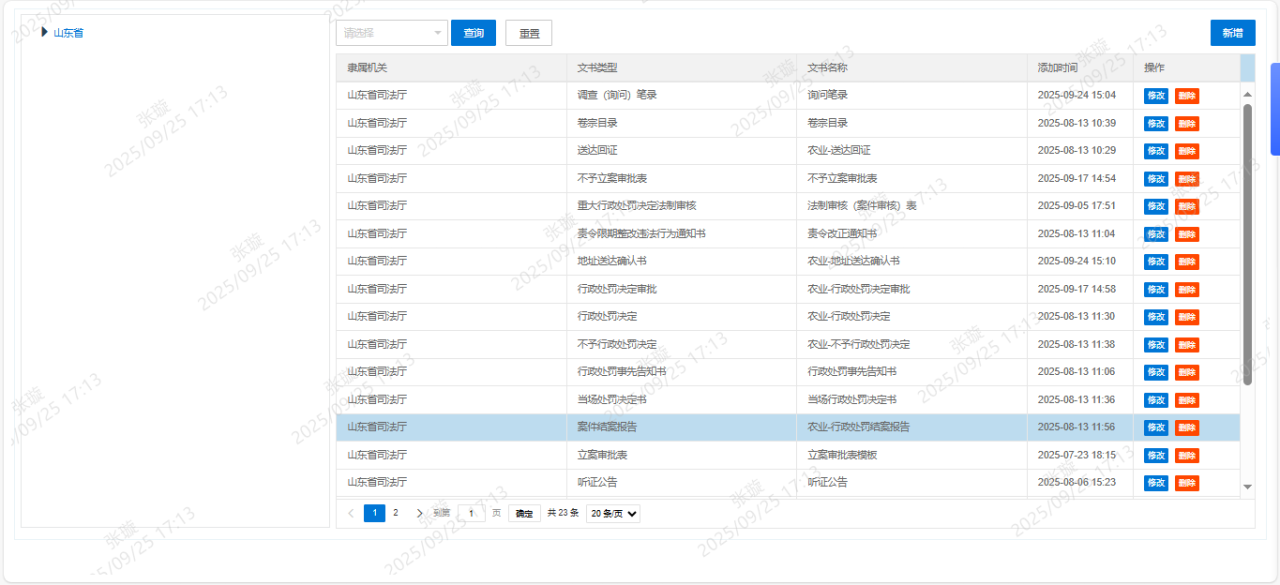 山东省
请选择 查询 重置 新增
隶属机关 文书类型 文书名称 添加时间 操作
山东省司法厅 调查（询问）笔录 询问笔录 2025-09-24 15:04 修改 删除
山东省司法厅 卷宗目录 卷宗目录 2025-08-13 10:39 修改 删除
山东省司法厅 送达回证 农业-送达回证 2025-08-13 10:29 修改 删除
山东省司法厅 不予立案审批表 不予立案审批表 2025-09-17 14:54 修改 删除
山东省司法厅 重大行政处罚决定法制审核 法制审核（案件审核）表 2025-09-05 17:51 修改 删除
山东省司法厅 责令限期整改违法行为通知书 责令改正通知书 2025-08-13 11:04 修改 删除
山东省司法厅 地址送达确认书 农业-地址送达确认书 2025-09-24 15:10 修改 删除
山东省司法厅 行政处罚决定审批 农业-行政处罚决定审批 2025-09-17 14:58 修改 删除
山东省司法厅 行政处罚决定 农业-行政处罚决定 2025-08-13 11:30 修改 删除
山东省司法厅 不予行政处罚决定 农业-不予行政处罚决定 2025-08-13 11:38 修改 删除
山东省司法厅 行政处罚事先告知书 行政处罚事先告知书 2025-08-13 11:06 修改 删除
山东省司法厅 当场处罚决定书 当场行政处罚决定书 2025-08-13 11:36 修改 删除
山东省司法厅 案件结案报告 农业-行政处罚结案报告 2025-08-13 11:56 修改 删除
山东省司法厅 立案审批表 立案审批表模板 2025-07-23 18:15 修改 删除
山东省司法厅 听证公告 听证公告 2025-08-06 15:23 修改 删除
1 2 到第 1 页 确定 共 23 条 20 条/页
张璇
2025/09/25 17:13